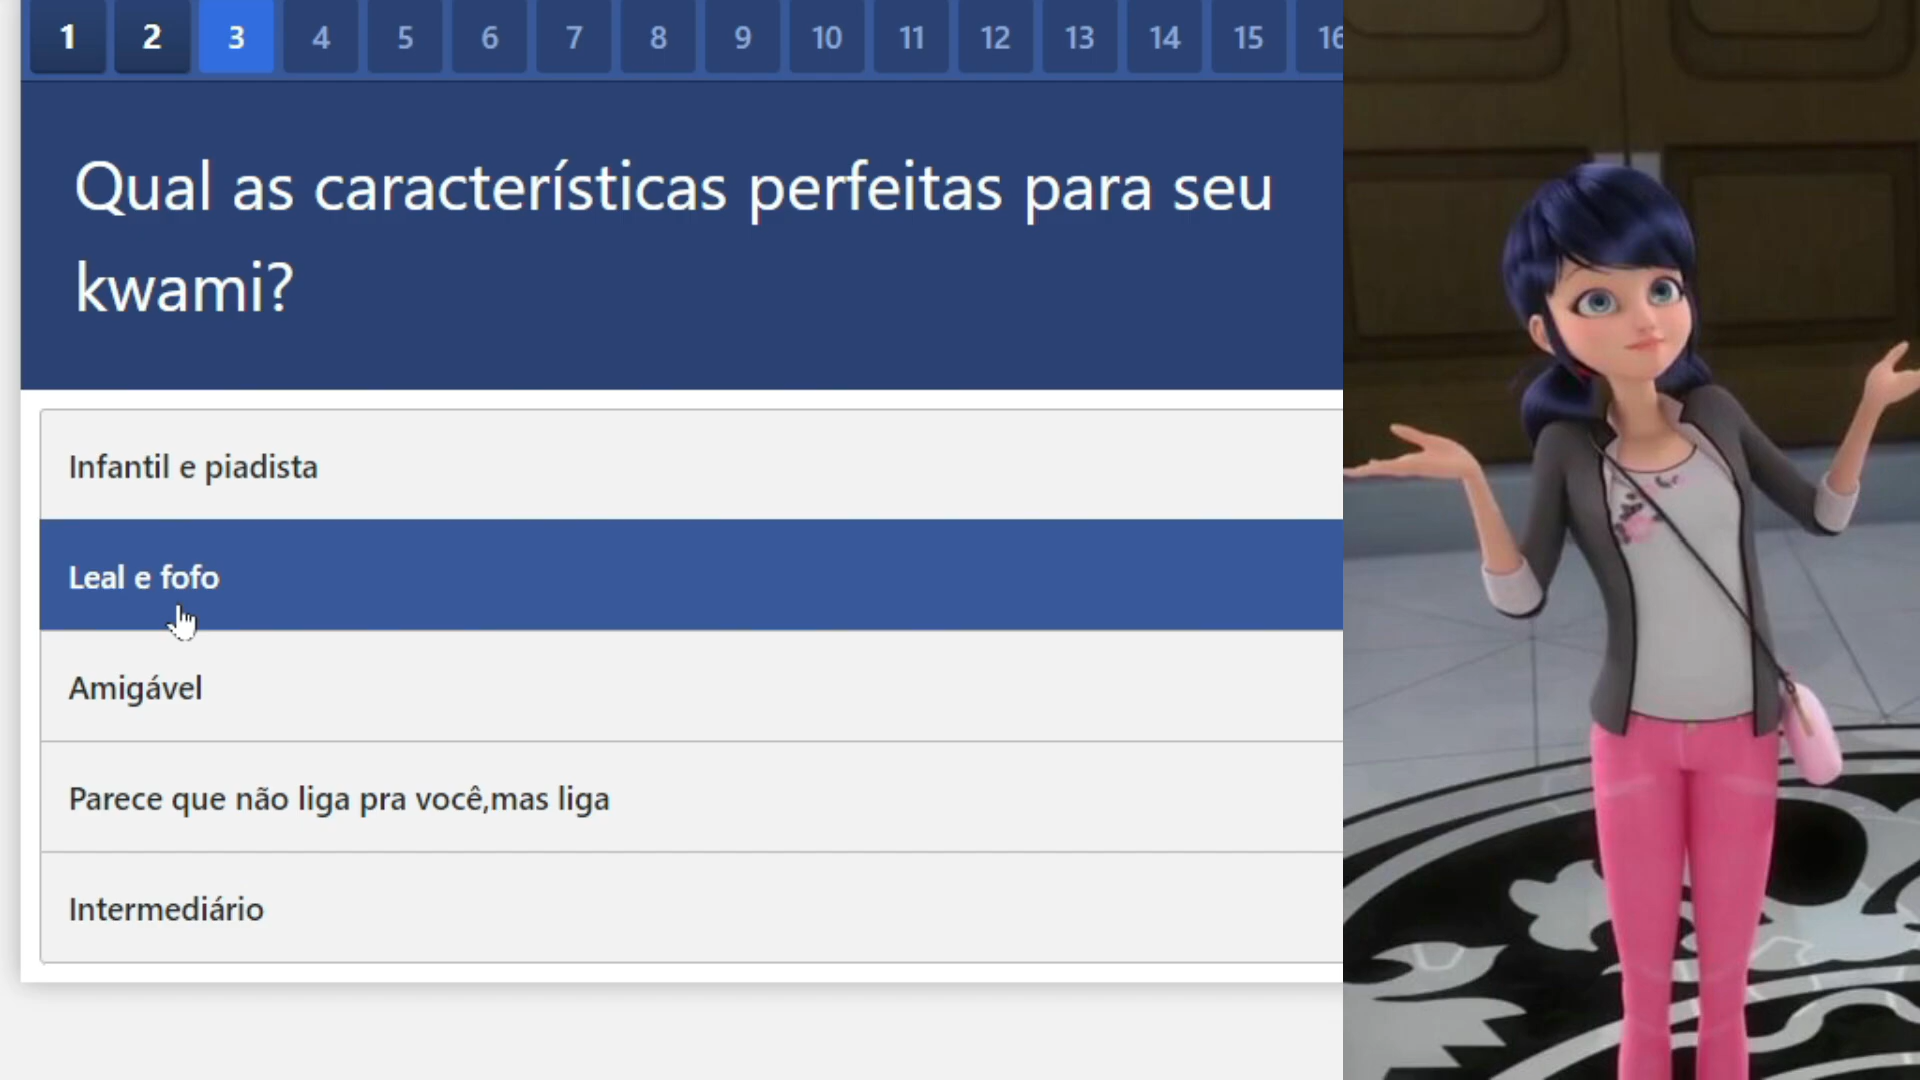 1 2 3 4 5 6 7 8 9 10 11 12 13 14 15 16
Qual as características perfeitas para seu
kwami?
Infantil e piadista
Leal e fofo
Amigável
Parece que não liga pra você,mas liga
Intermediário